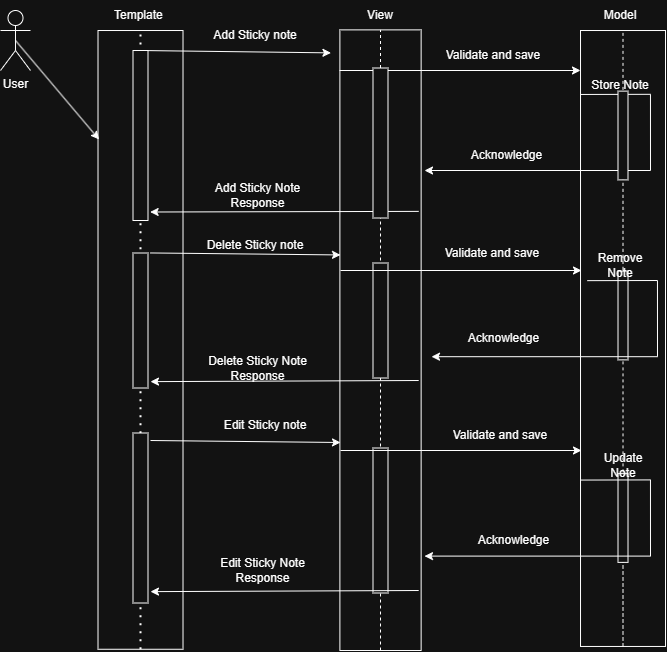 Template
View
Model
User
Add Sticky note
Validate and save
Store Note
Acknowledge
Add Sticky Note
Response
Delete Sticky note
Validate and save
Remove
Note
Acknowledge
Delete Sticky Note
Response
Edit Sticky note
Validate and save
Update
Note
Acknowledge
Edit Sticky Note
Response